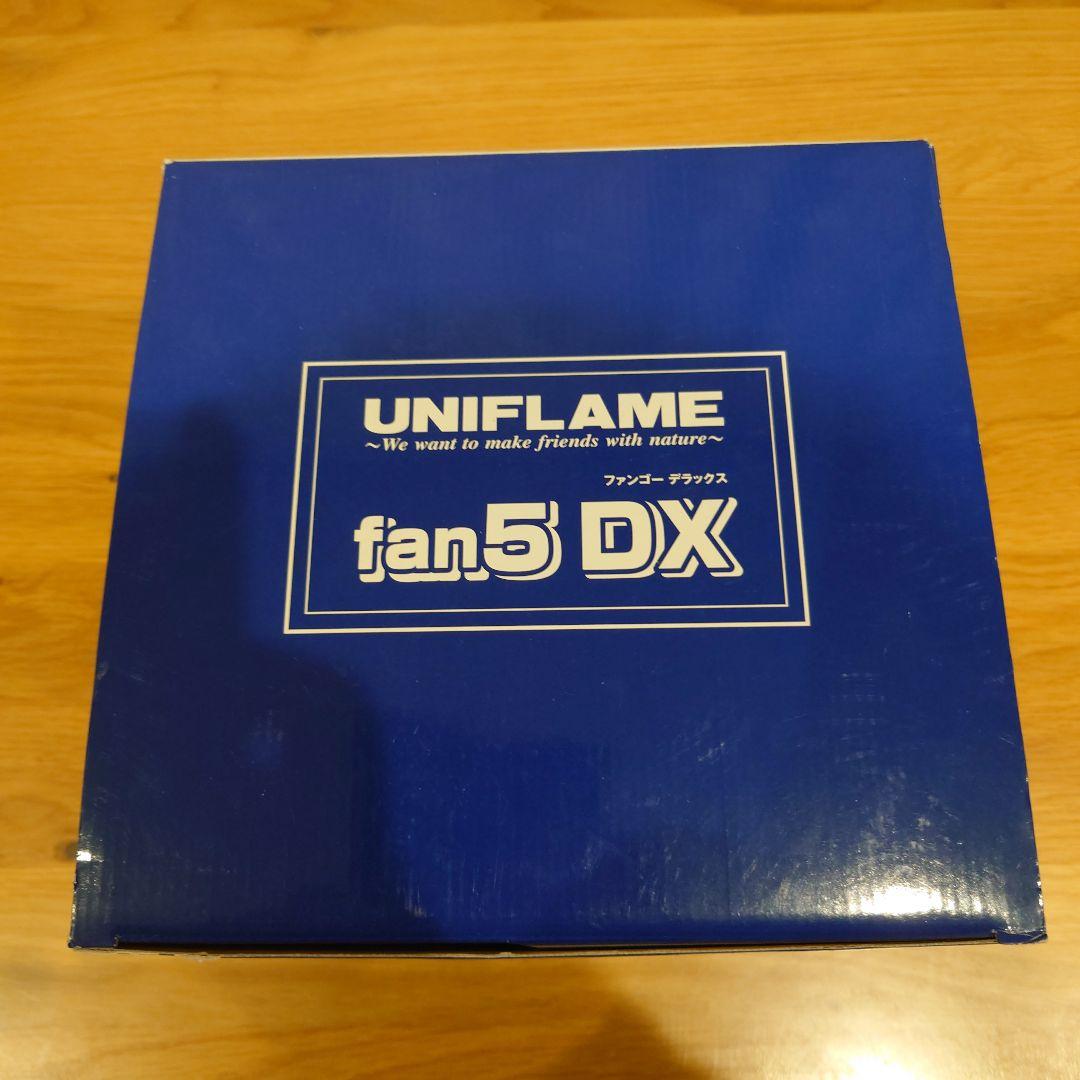 UNIFLAME
~We want to make friends with nature~
ファンゴー デラックス
fan5 DX